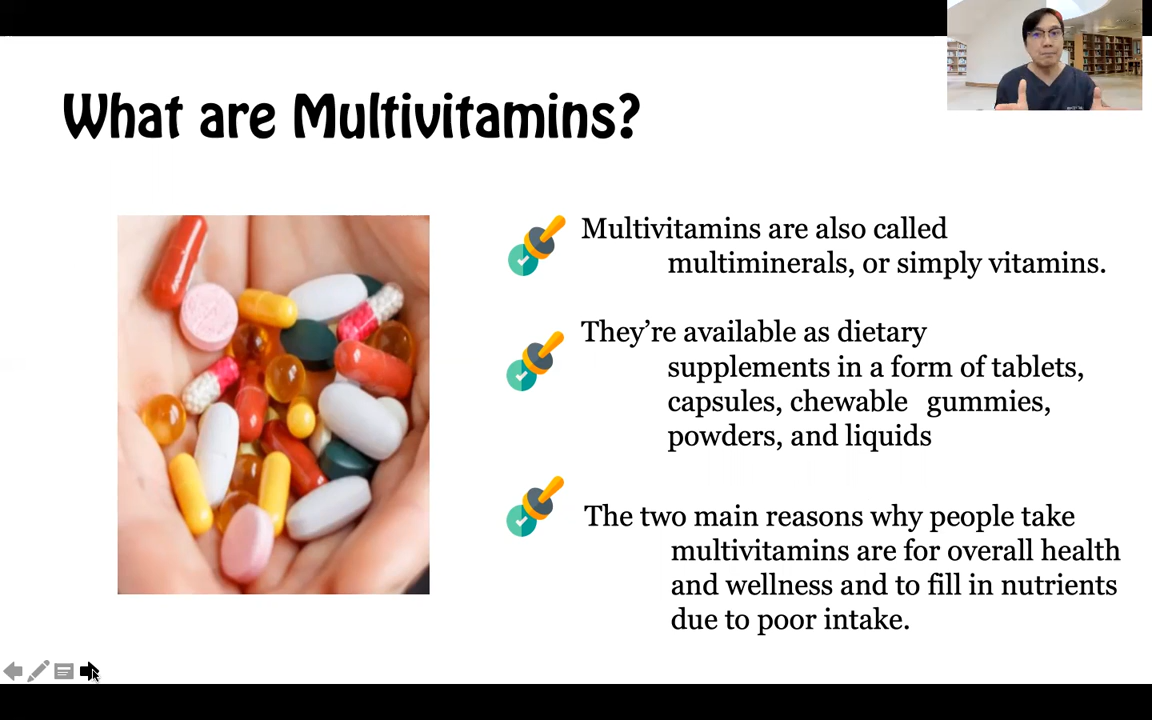 What are Multivitamins?
Multivitamins are also called
multiminerals, or simply vitamins.
They’re available as dietary
supplements in a form of tablets,
capsules, chewable gummies,
powders, and liquids
The two main reasons why people take
multivitamins are for overall health
and wellness and to fill in nutrients
due to poor intake.